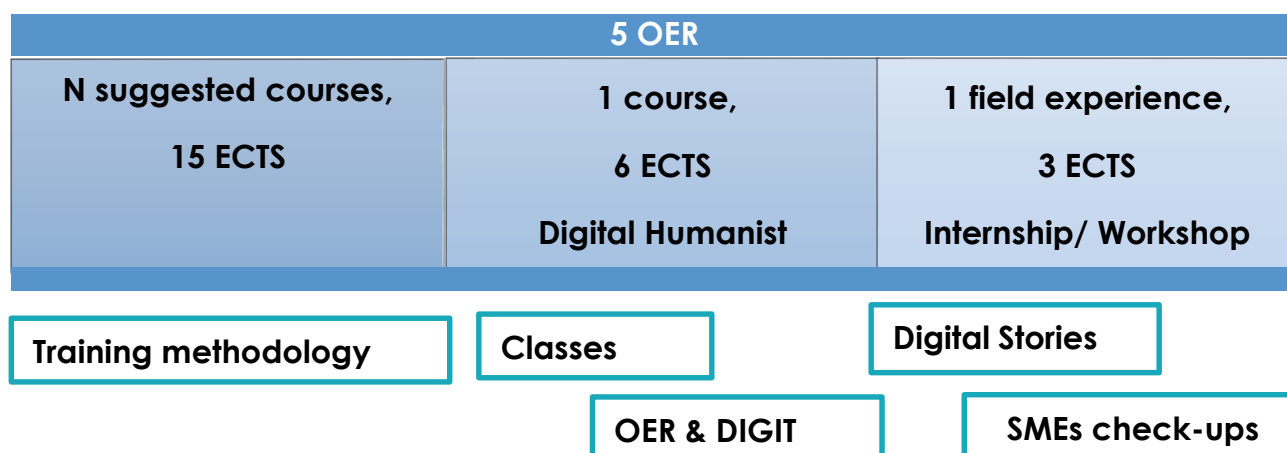 5 OER
N suggested courses,
15 ECTS
1 course,
6 ECTS
Digital Humanist
1 field experience,
3 ECTS
Internship/ Workshop
Training methodology
Classes
Digital Stories
OER & DIGIT
SMEs check-ups